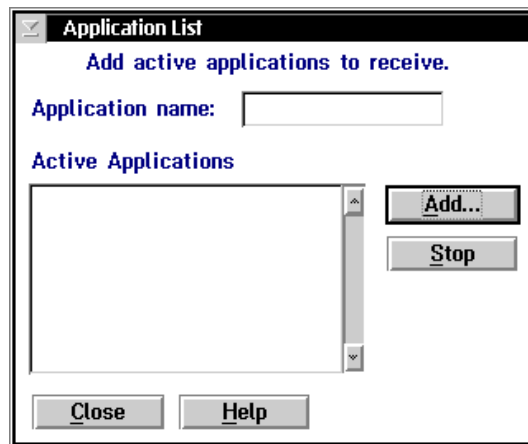 Application List
Add active applications to receive.
Application name:
Active Applications
Add...
Stop
Close
Help